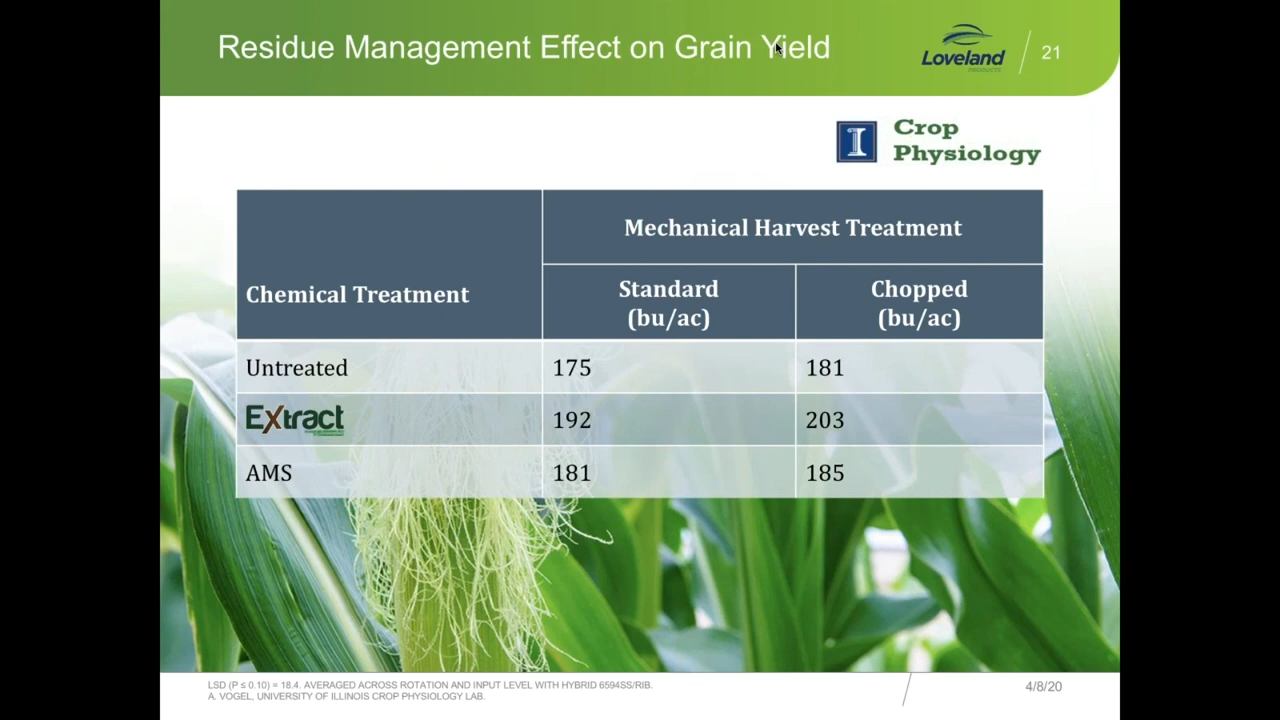 Residue Management Effect on Grain Yield
Loveland
PRODUCTS
21
I
Crop
Physiology
Chemical Treatment
Mechanical Harvest Treatment
Standard
(bu/ac)
Chopped
(bu/ac)
Untreated 175 181
Extract 192 203
AMS 181 185
LSD (P ≤ 0.10) = 18.4. AVERAGED ACROSS ROTATION AND INPUT LEVEL WITH HYBRID 6594SS/RIB.
A. VOGEL, UNIVERSITY OF ILLINOIS CROP PHYSIOLOGY LAB.
4/8/20